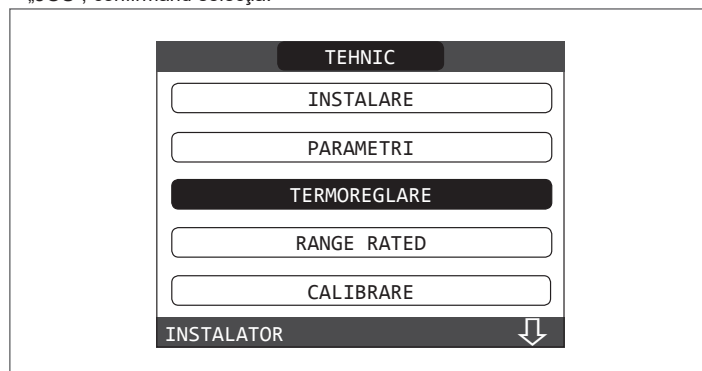 TEHNIC
INSTALARE
PARAMETRI
TERMOREGLARE
RANGE RATED
CALIBRARE
INSTALATOR